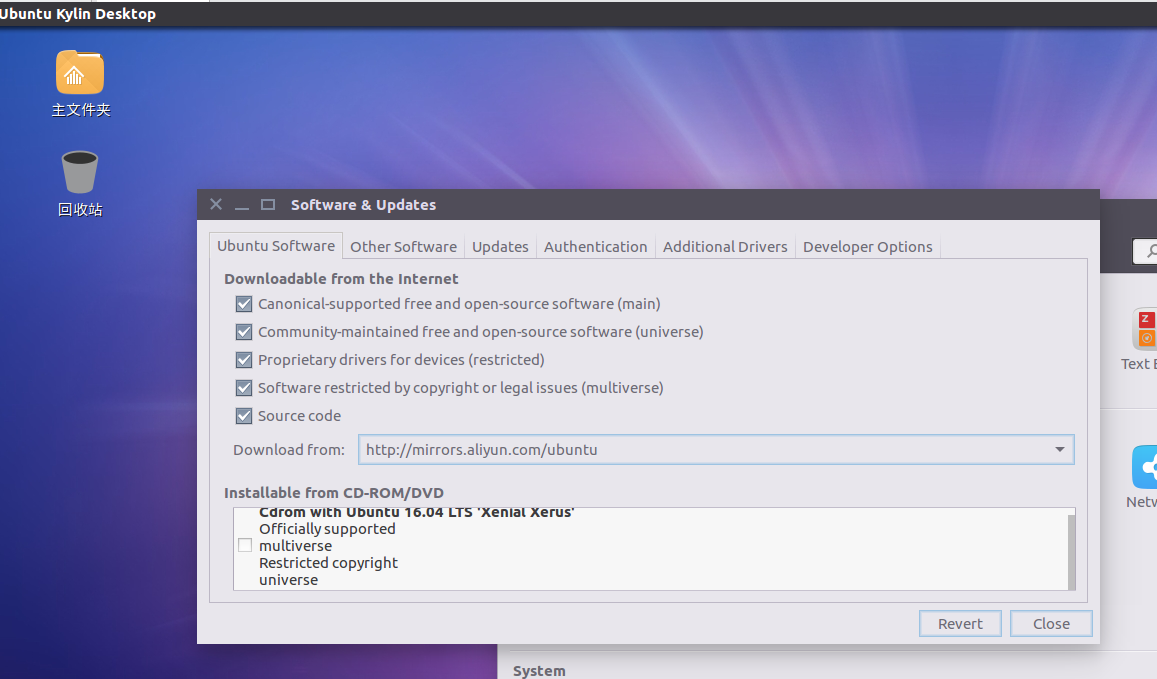 Ubuntu Kylin Desktop
主文件夹
回收站
Software & Updates
Ubuntu Software
Other Software
Updates
Authentication
Additional Drivers
Developer Options
Downloadable from the Internet
Canonical-supported free and open-source software (main)
Community-maintained free and open-source software (universe)
Proprietary drivers for devices (restricted)
Software restricted by copyright or legal issues (multiverse)
Source code
Download from:
http://mirrors.aliyun.com/ubuntu
Installable from CD-ROM/DVD
Cdrom with Ubuntu 16.04 LTS 'Xenial Xerus'
Officially supported
multiverse
Restricted copyright
universe
Revert
Close
Z
Text
System